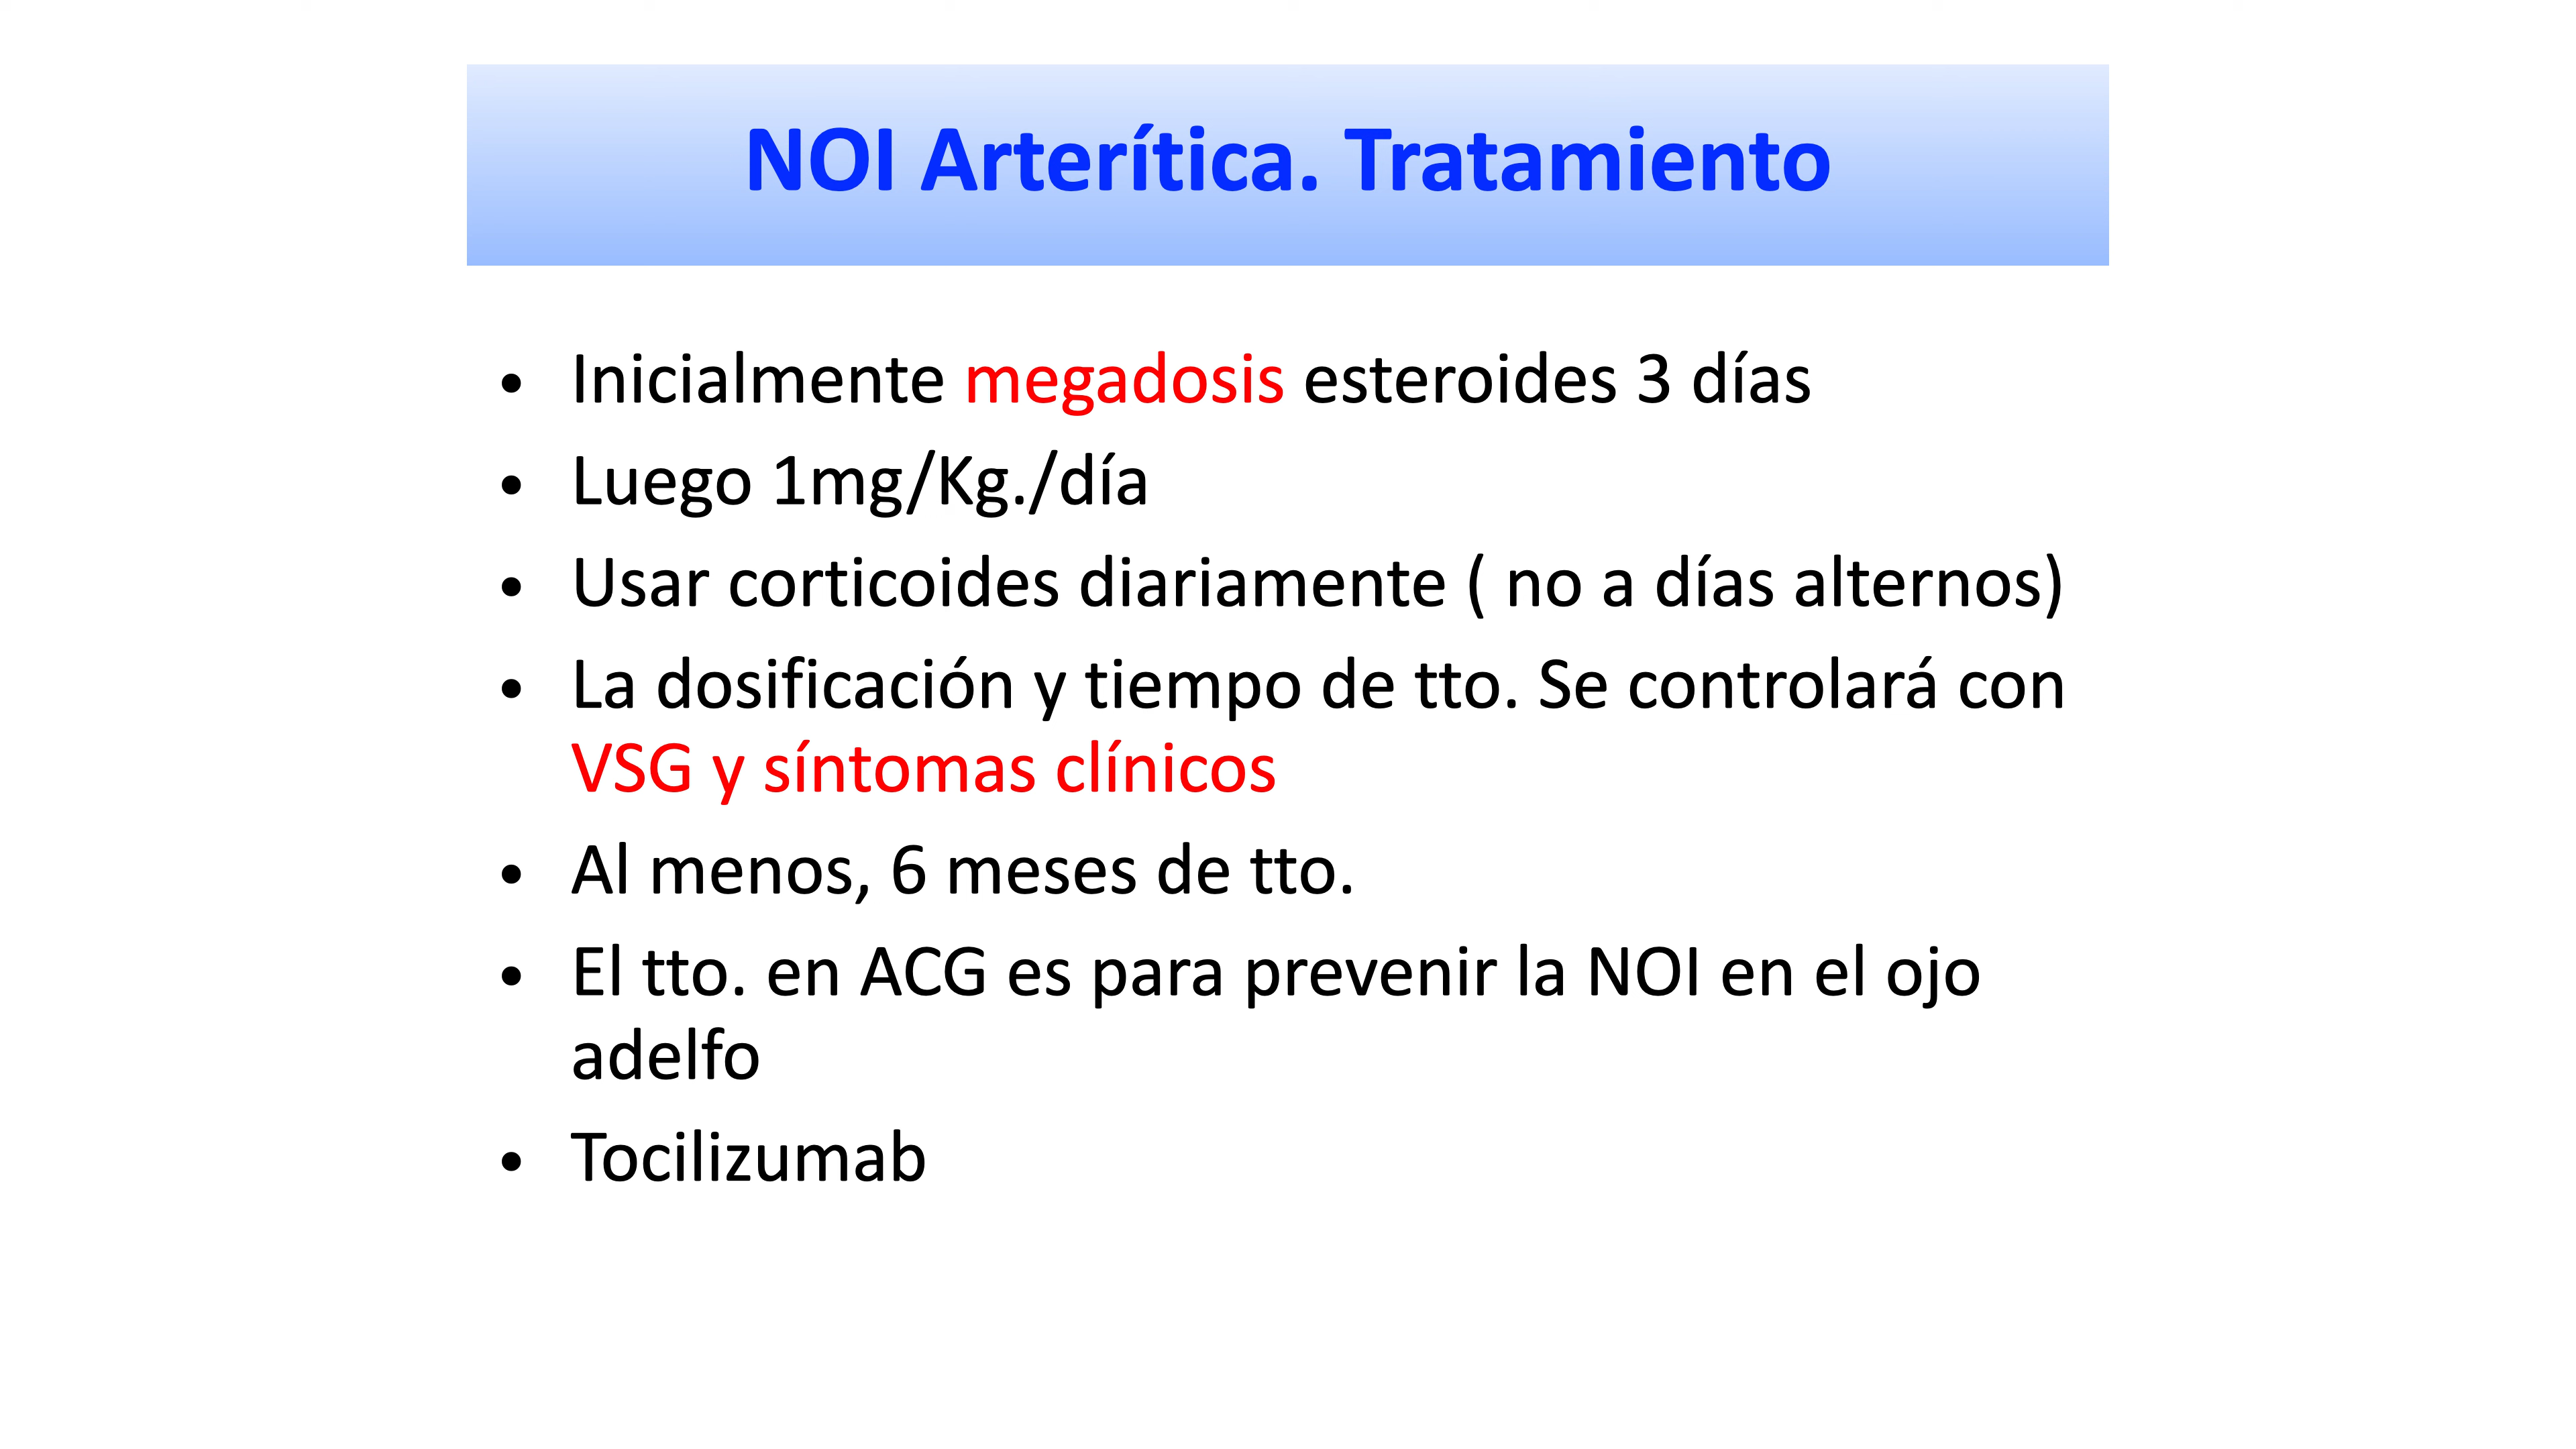 NOI Arterítica. Tratamiento
• Inicialmente megadosis esteroides 3 días
• Luego 1mg/Kg./día
• Usar corticoides diariamente ( no a días alternos)
• La dosificación y tiempo de tto. Se controlará con
VSG y síntomas clínicos
• Al menos, 6 meses de tto.
• El tto. en ACG es para prevenir la NOI en el ojo
adelfo
• Tocilizumab